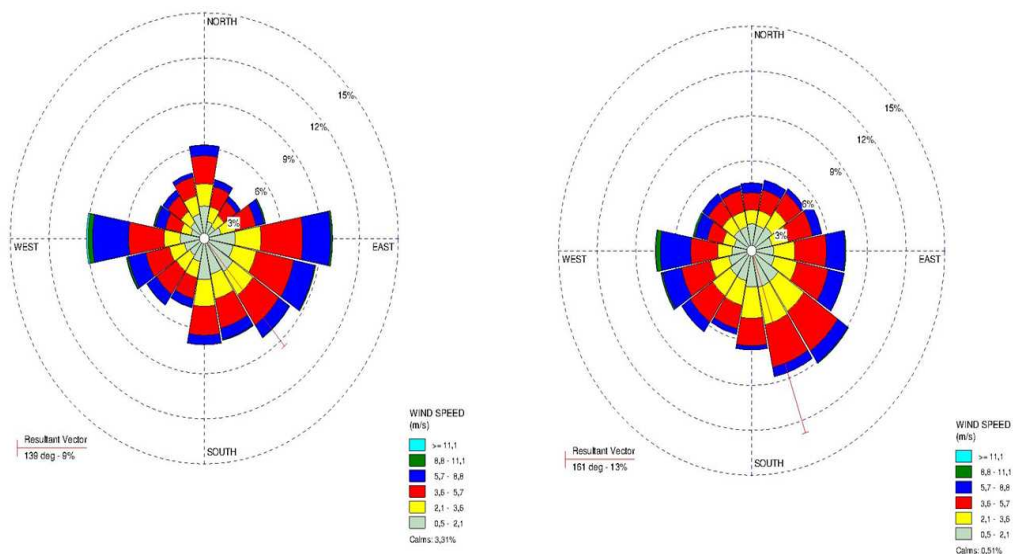 NORTH
15%
12%
9%
6%
3%
WEST
EAST
SOUTH
Resultant Vector
139 deg - 9%
WIND SPEED
(m/s)
>= 11,1
8,8 - 11,1
5,7 - 8,8
3,6 - 5,7
2,1 - 3,6
0,5 - 2,1
Calms: 3,31%
NORTH
15%
12%
9%
6%
3%
WEST
EAST
SOUTH
Resultant Vector
161 deg - 13%
WIND SPEED
(m/s)
>= 11,1
8,8 - 11,1
5,7 - 8,8
3,6 - 5,7
2,1 - 3,6
0,5 - 2,1
Calms: 0,51%